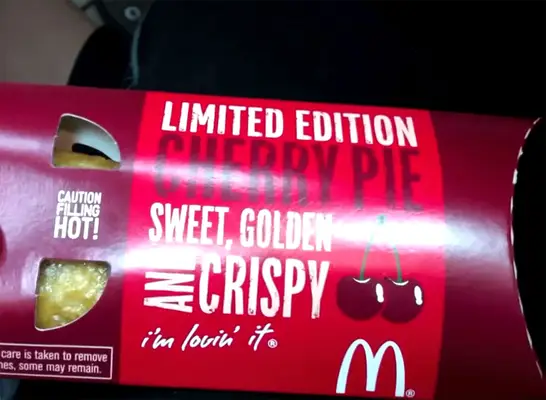 LIMITED EDITION
CHERRY PIE
SWEET, GOLDEN
AND CRISPY
i'm lovin' it®
CAUTION
FILLING
HOT!
care is taken to remove
some may remain.
®